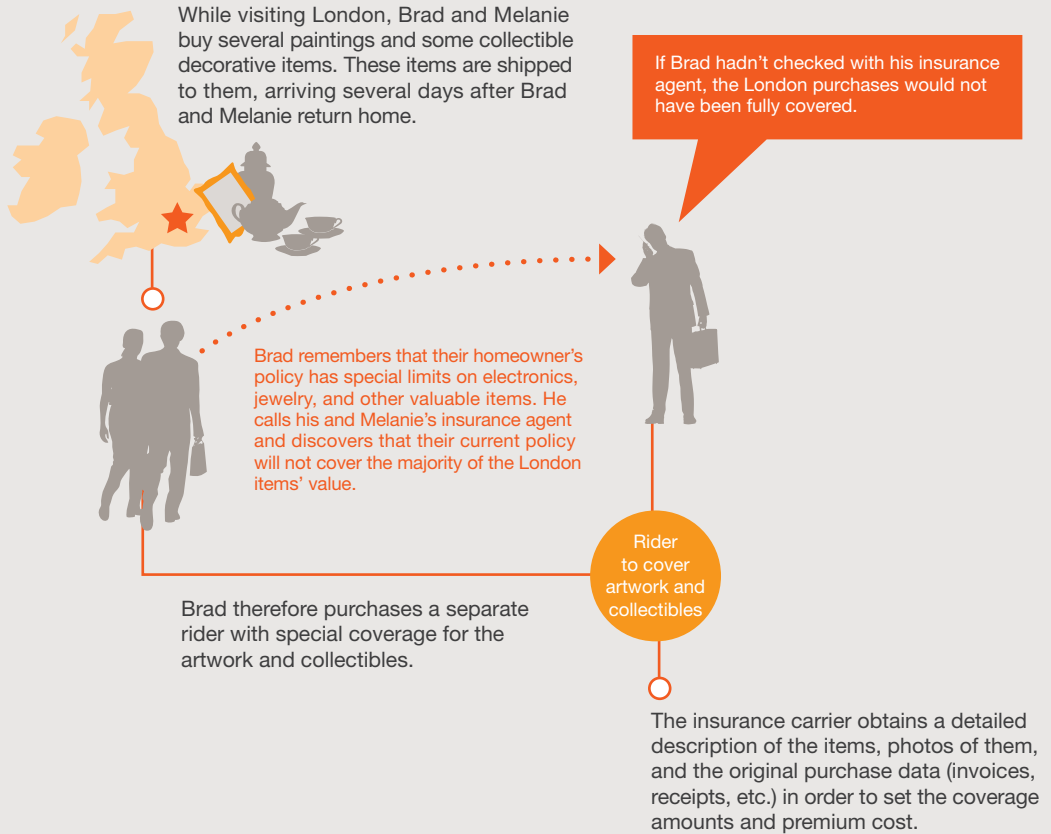 While visiting London, Brad and Melanie
buy several paintings and some collectible
decorative items. These items are shipped
to them, arriving several days after Brad
and Melanie return home.
If Brad hadn’t checked with his insurance
agent, the London purchases would not
have been fully covered.
Brad remembers that their homeowner’s
policy has special limits on electronics,
jewelry, and other valuable items. He
calls his and Melanie’s insurance agent
and discovers that their current policy
will not cover the majority of the London
items’ value.
Rider
to cover
artwork and
collectibles
Brad therefore purchases a separate
rider with special coverage for the
artwork and collectibles.
The insurance carrier obtains a detailed
description of the items, photos of them,
and the original purchase data (invoices,
receipts, etc.) in order to set the coverage
amounts and premium cost.